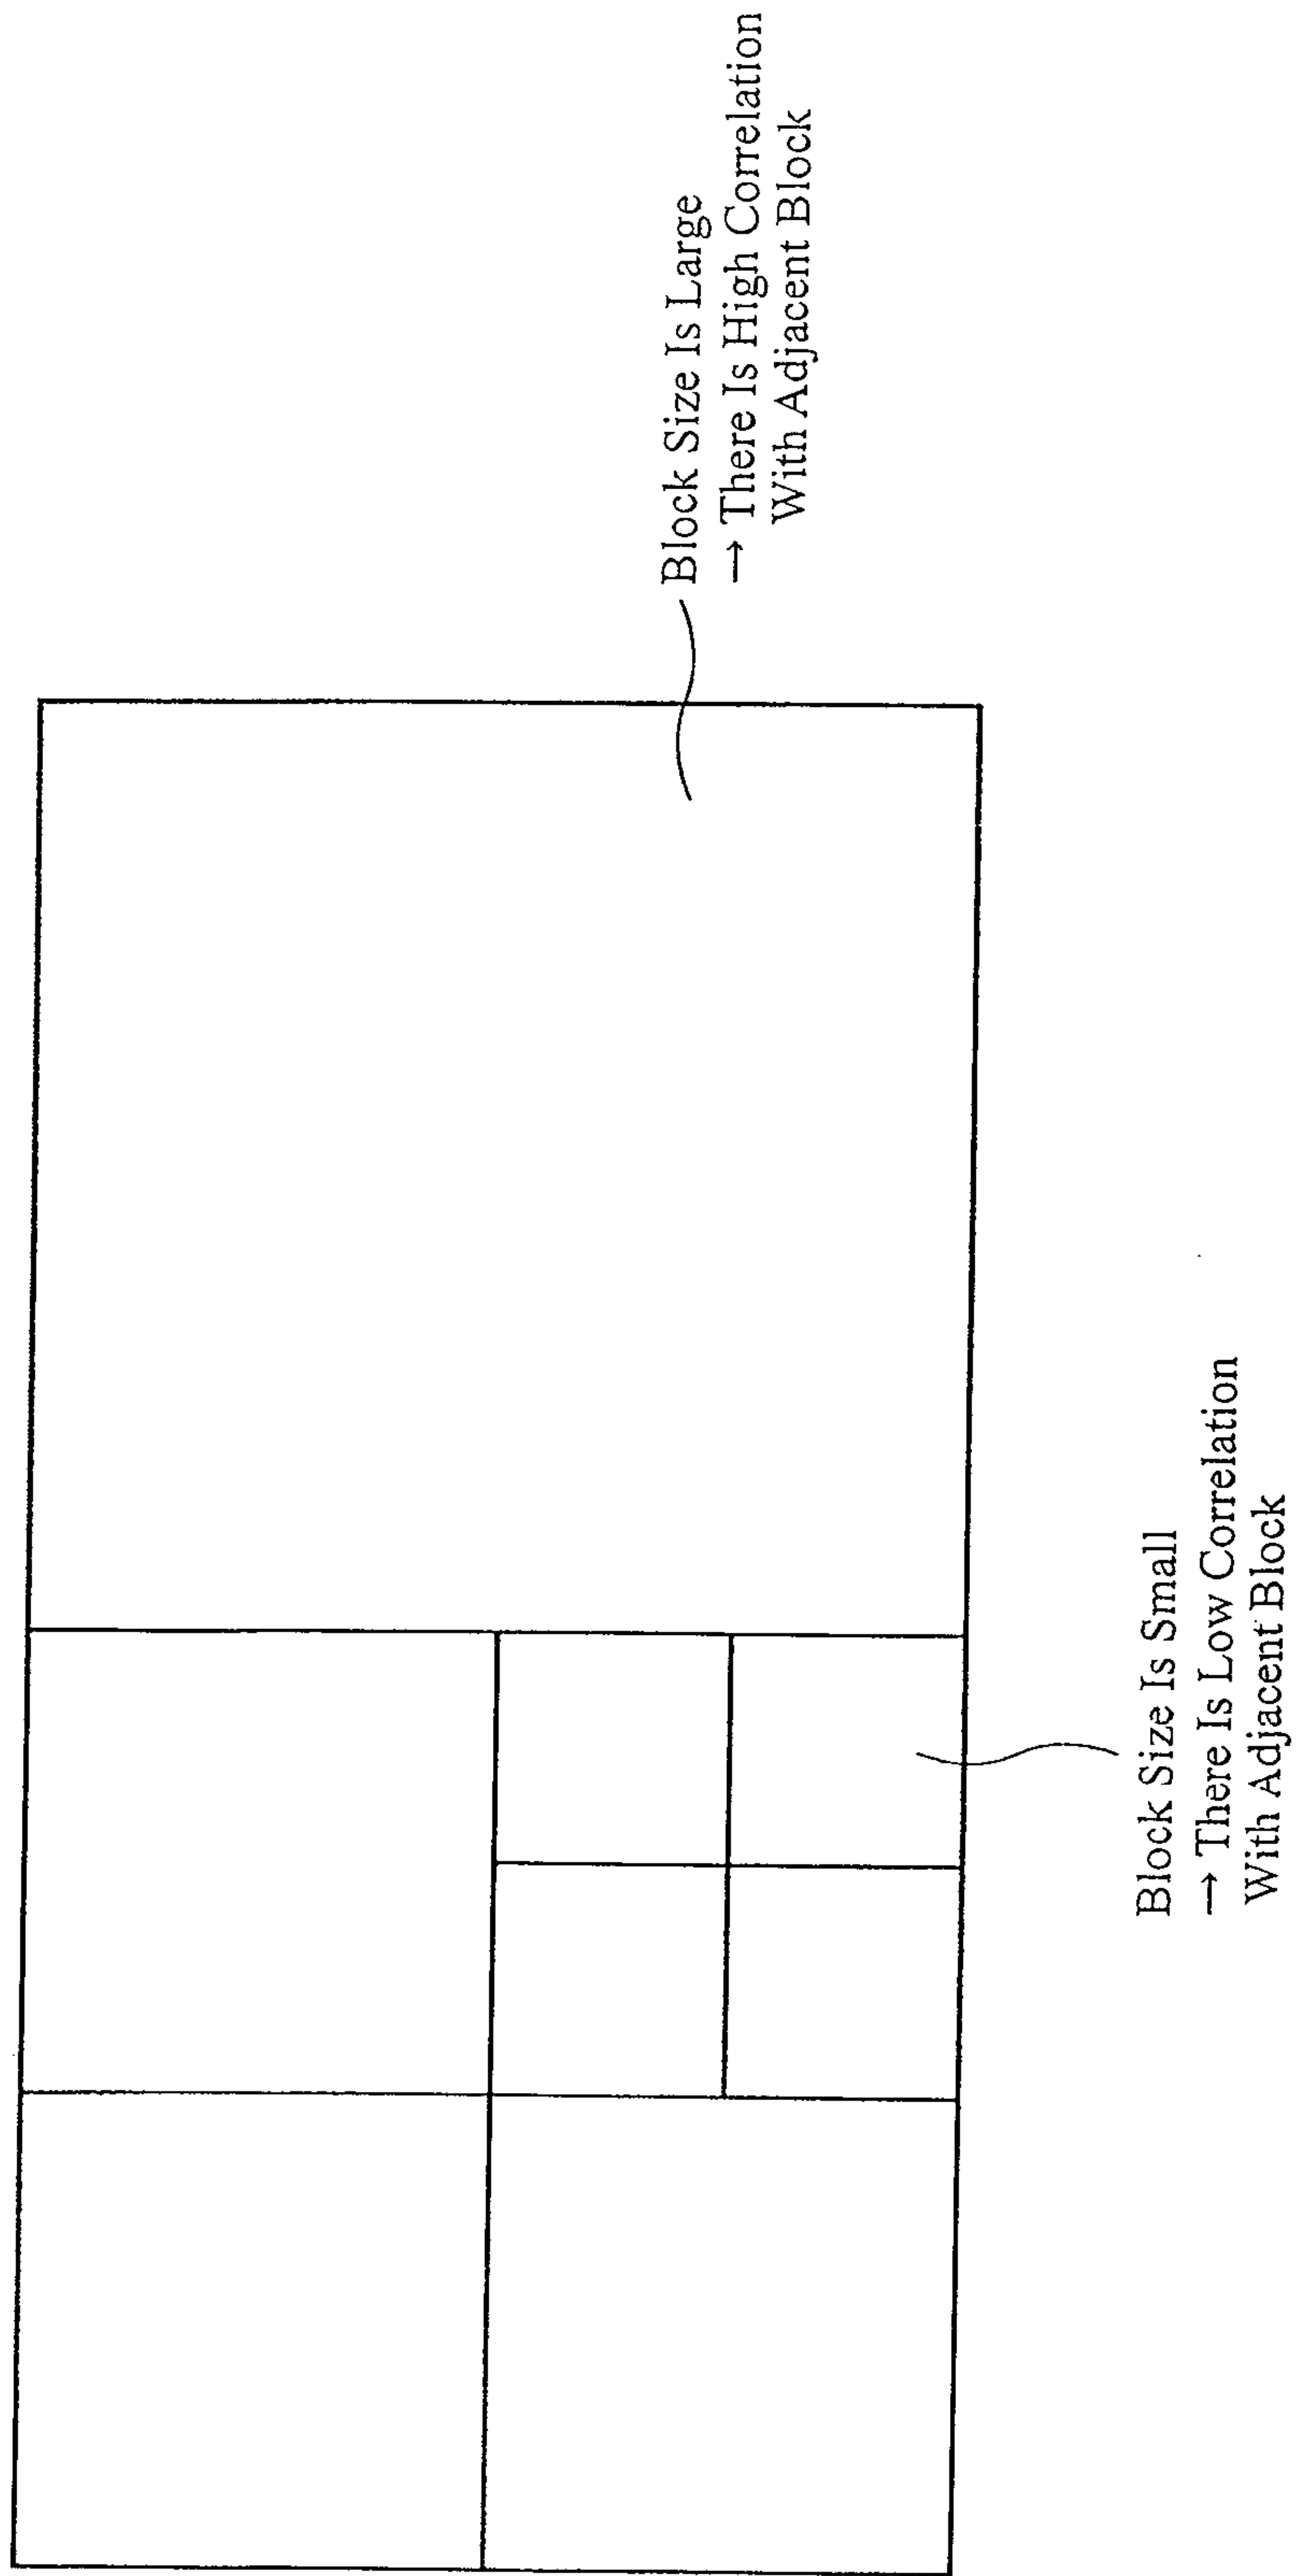 Block Size Is Large
→ There Is High Correlation
With Adjacent Block
Block Size Is Small
→ There Is Low Correlation
With Adjacent Block